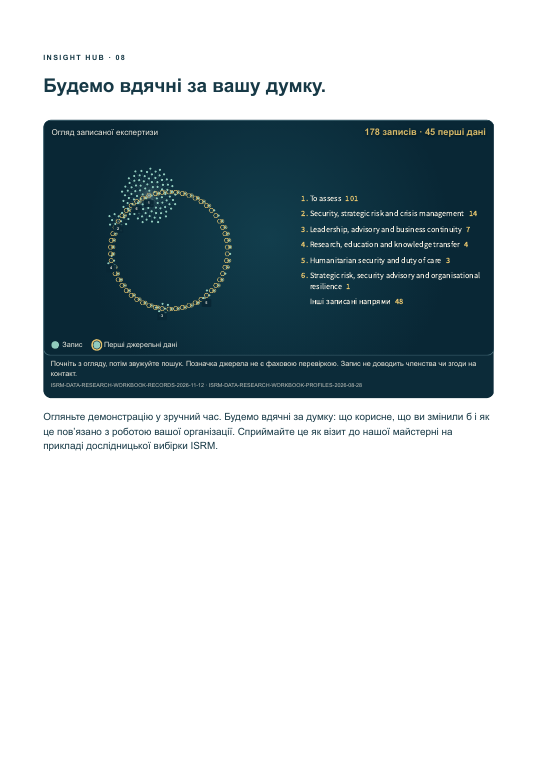 INSIGHT HUB · 08
Будемо вдячні за вашу думку.
Огляд записаної експертизи
178 записів · 45 перші дані
1. To assess 101
2. Security, strategic risk and crisis management 14
3. Leadership, advisory and business continuity 7
4. Research, education and knowledge transfer 4
5. Humanitarian security and duty of care 3
6. Strategic risk, security advisory and organisational
resilience 1
Інші записані напрями 48
Запис
Перші джерельні дані
Почніть з огляду, потім звужуйте пошук. Позначка джерела не є фаховою перевіркою. Запис не доводить членства чи згоди на
контакт.
ISRM-DATA-RESEARCH-WORKBOOK-RECORDS-2026-11-12 · ISRM-DATA-RESEARCH-WORKBOOK-PROFILES-2026-08-28
Огляньте демонстрацію у зручний час. Будемо вдячні за думку: що корисне, що ви змінили б і як
це пов’язано з роботою вашої організації. Сприймайте це як візит до нашої майстерні на
прикладі дослідницької вибірки ISRM.